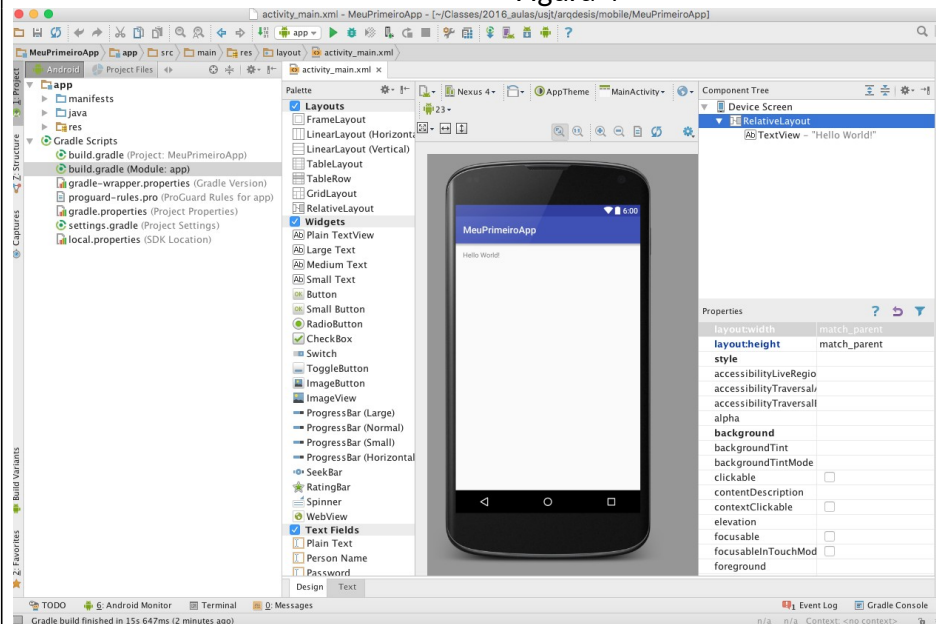 activity_main.xml - MeuPrimeiroApp - [~/Classes/2016_aulas/usjt/arqdesis/mobile/MeuPrimeiroApp]
app
MeuPrimeiroApp app src main res layout activity_main.xml
Android Project Files
activity_main.xml
1: Project
Z: Structure
Captures
Build Variants
2: Favorites
app
manifests
java
res
Gradle Scripts
build.gradle (Project: MeuPrimeiroApp)
build.gradle (Module: app)
gradle-wrapper.properties (Gradle Version)
proguard-rules.pro (ProGuard Rules for app)
gradle.properties (Project Properties)
settings.gradle (Project Settings)
local.properties (SDK Location)
Palette
Layouts
FrameLayout
LinearLayout (Horizonta
LinearLayout (Vertical)
TableLayout
TableRow
GridLayout
RelativeLayout
Widgets
Plain TextView
Large Text
Medium Text
Small Text
Button
Small Button
RadioButton
CheckBox
Switch
ToggleButton
ImageButton
ImageView
ProgressBar (Large)
ProgressBar (Normal)
ProgressBar (Small)
ProgressBar (Horizontal
SeekBar
RatingBar
Spinner
WebView
Text Fields
Plain Text
Person Name
Password
Nexus 4 AppTheme MainActivity
23
6:00
MeuPrimeiroApp
Hello World!
Design Text
Component Tree
Device Screen
RelativeLayout
Ab TextView - "Hello World!"
Properties
layout:width match_parent
layout:height match_parent
style
accessibilityLiveRegio
accessibilityTraversalA
accessibilityTraversalI
alpha
background
backgroundTint
backgroundTintMode
clickable
contentDescription
contextClickable
elevation
focusable
focusableInTouchMod
foreground
TODO 6: Android Monitor Terminal 0: Messages 1 Event Log Gradle Console
Gradle build finished in 15s 647ms (2 minutes ago) n/a n/a Context: <no context>